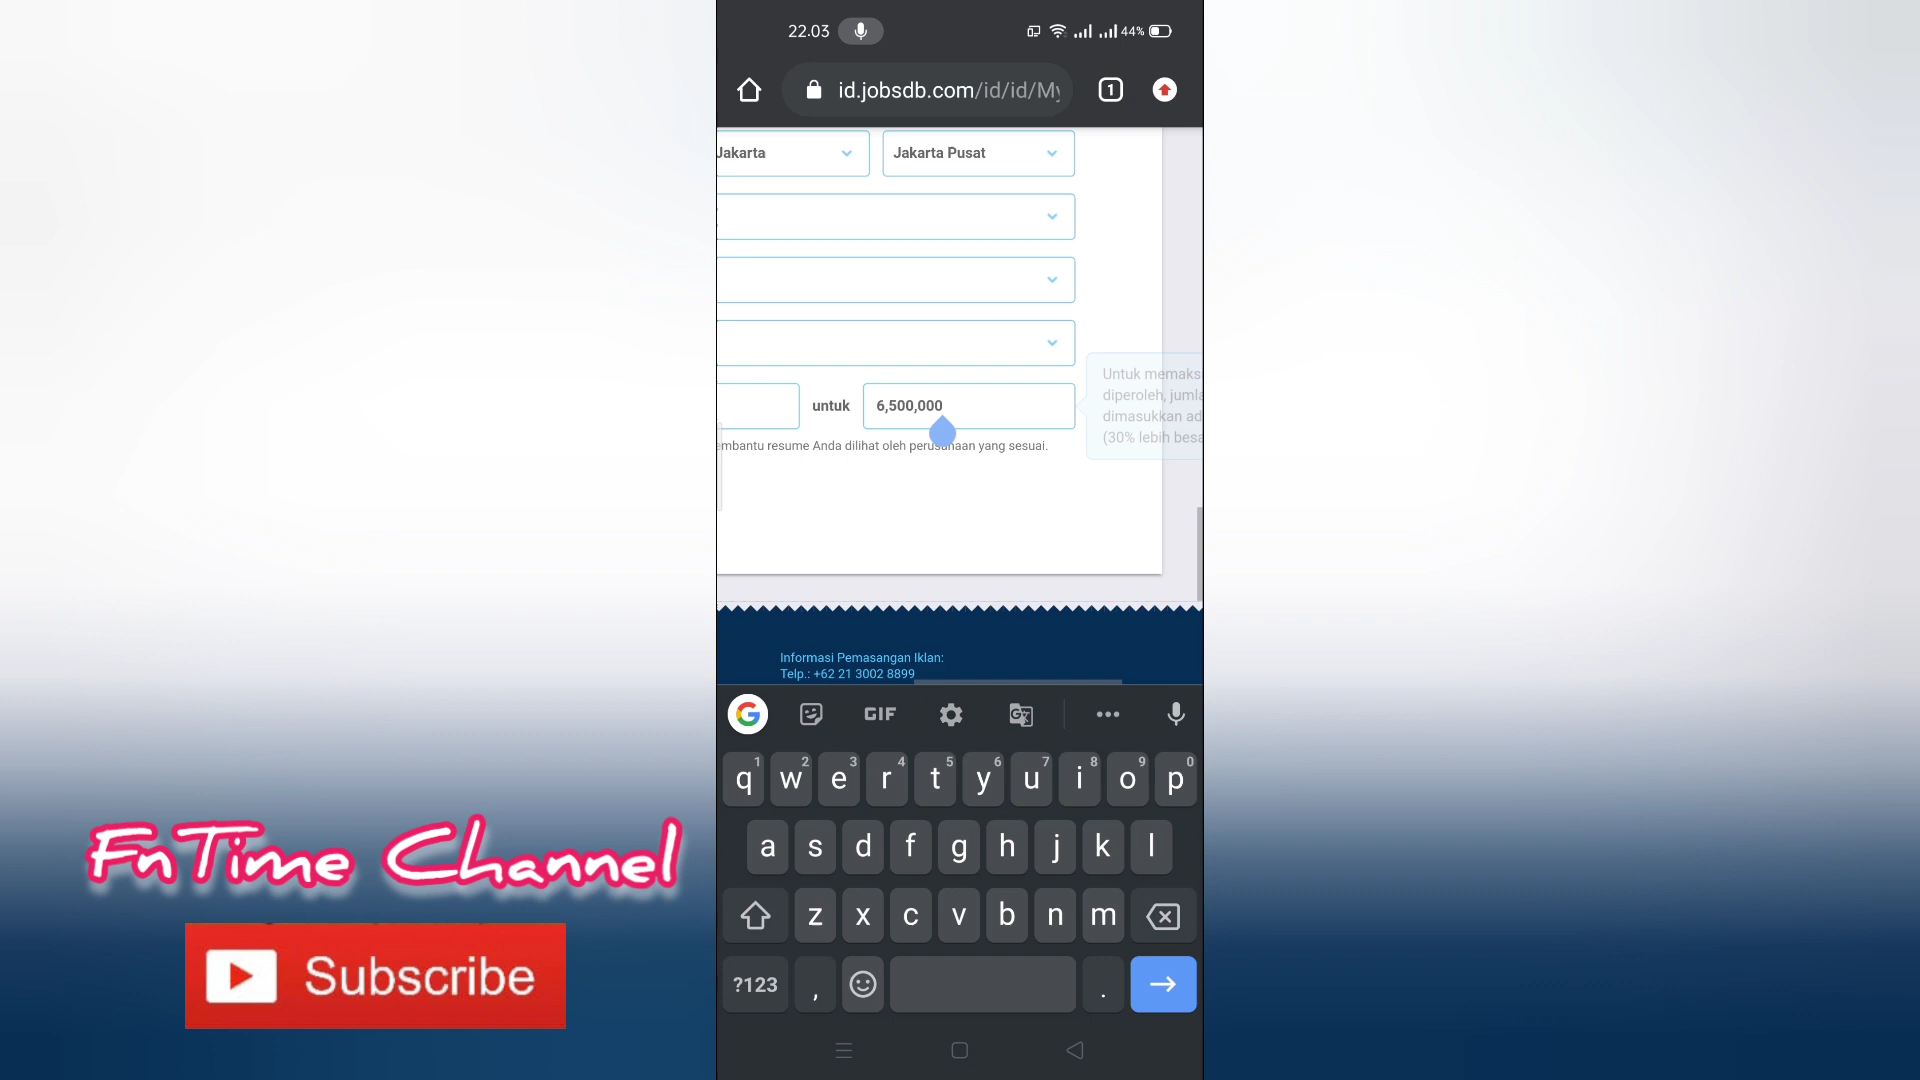 22.03
44%
id.jobsdb.com/id/id/My
1
Jakarta
Jakarta Pusat
untuk
6,500,000
Untuk memaks
diperoleh, jumla
dimasukkan ad
(30% lebih besa
mbantu resume Anda dilihat oleh perusahaan yang sesuai.
Informasi Pemasangan Iklan:
Telp.: +62 21 3002 8899
G GIF G
1 2 3 4 5 6 7 8 9 0
q w e r t y u i o p
a s d f g h j k l
z x c v b n m
?123 , .
FnTime Channel
Subscribe